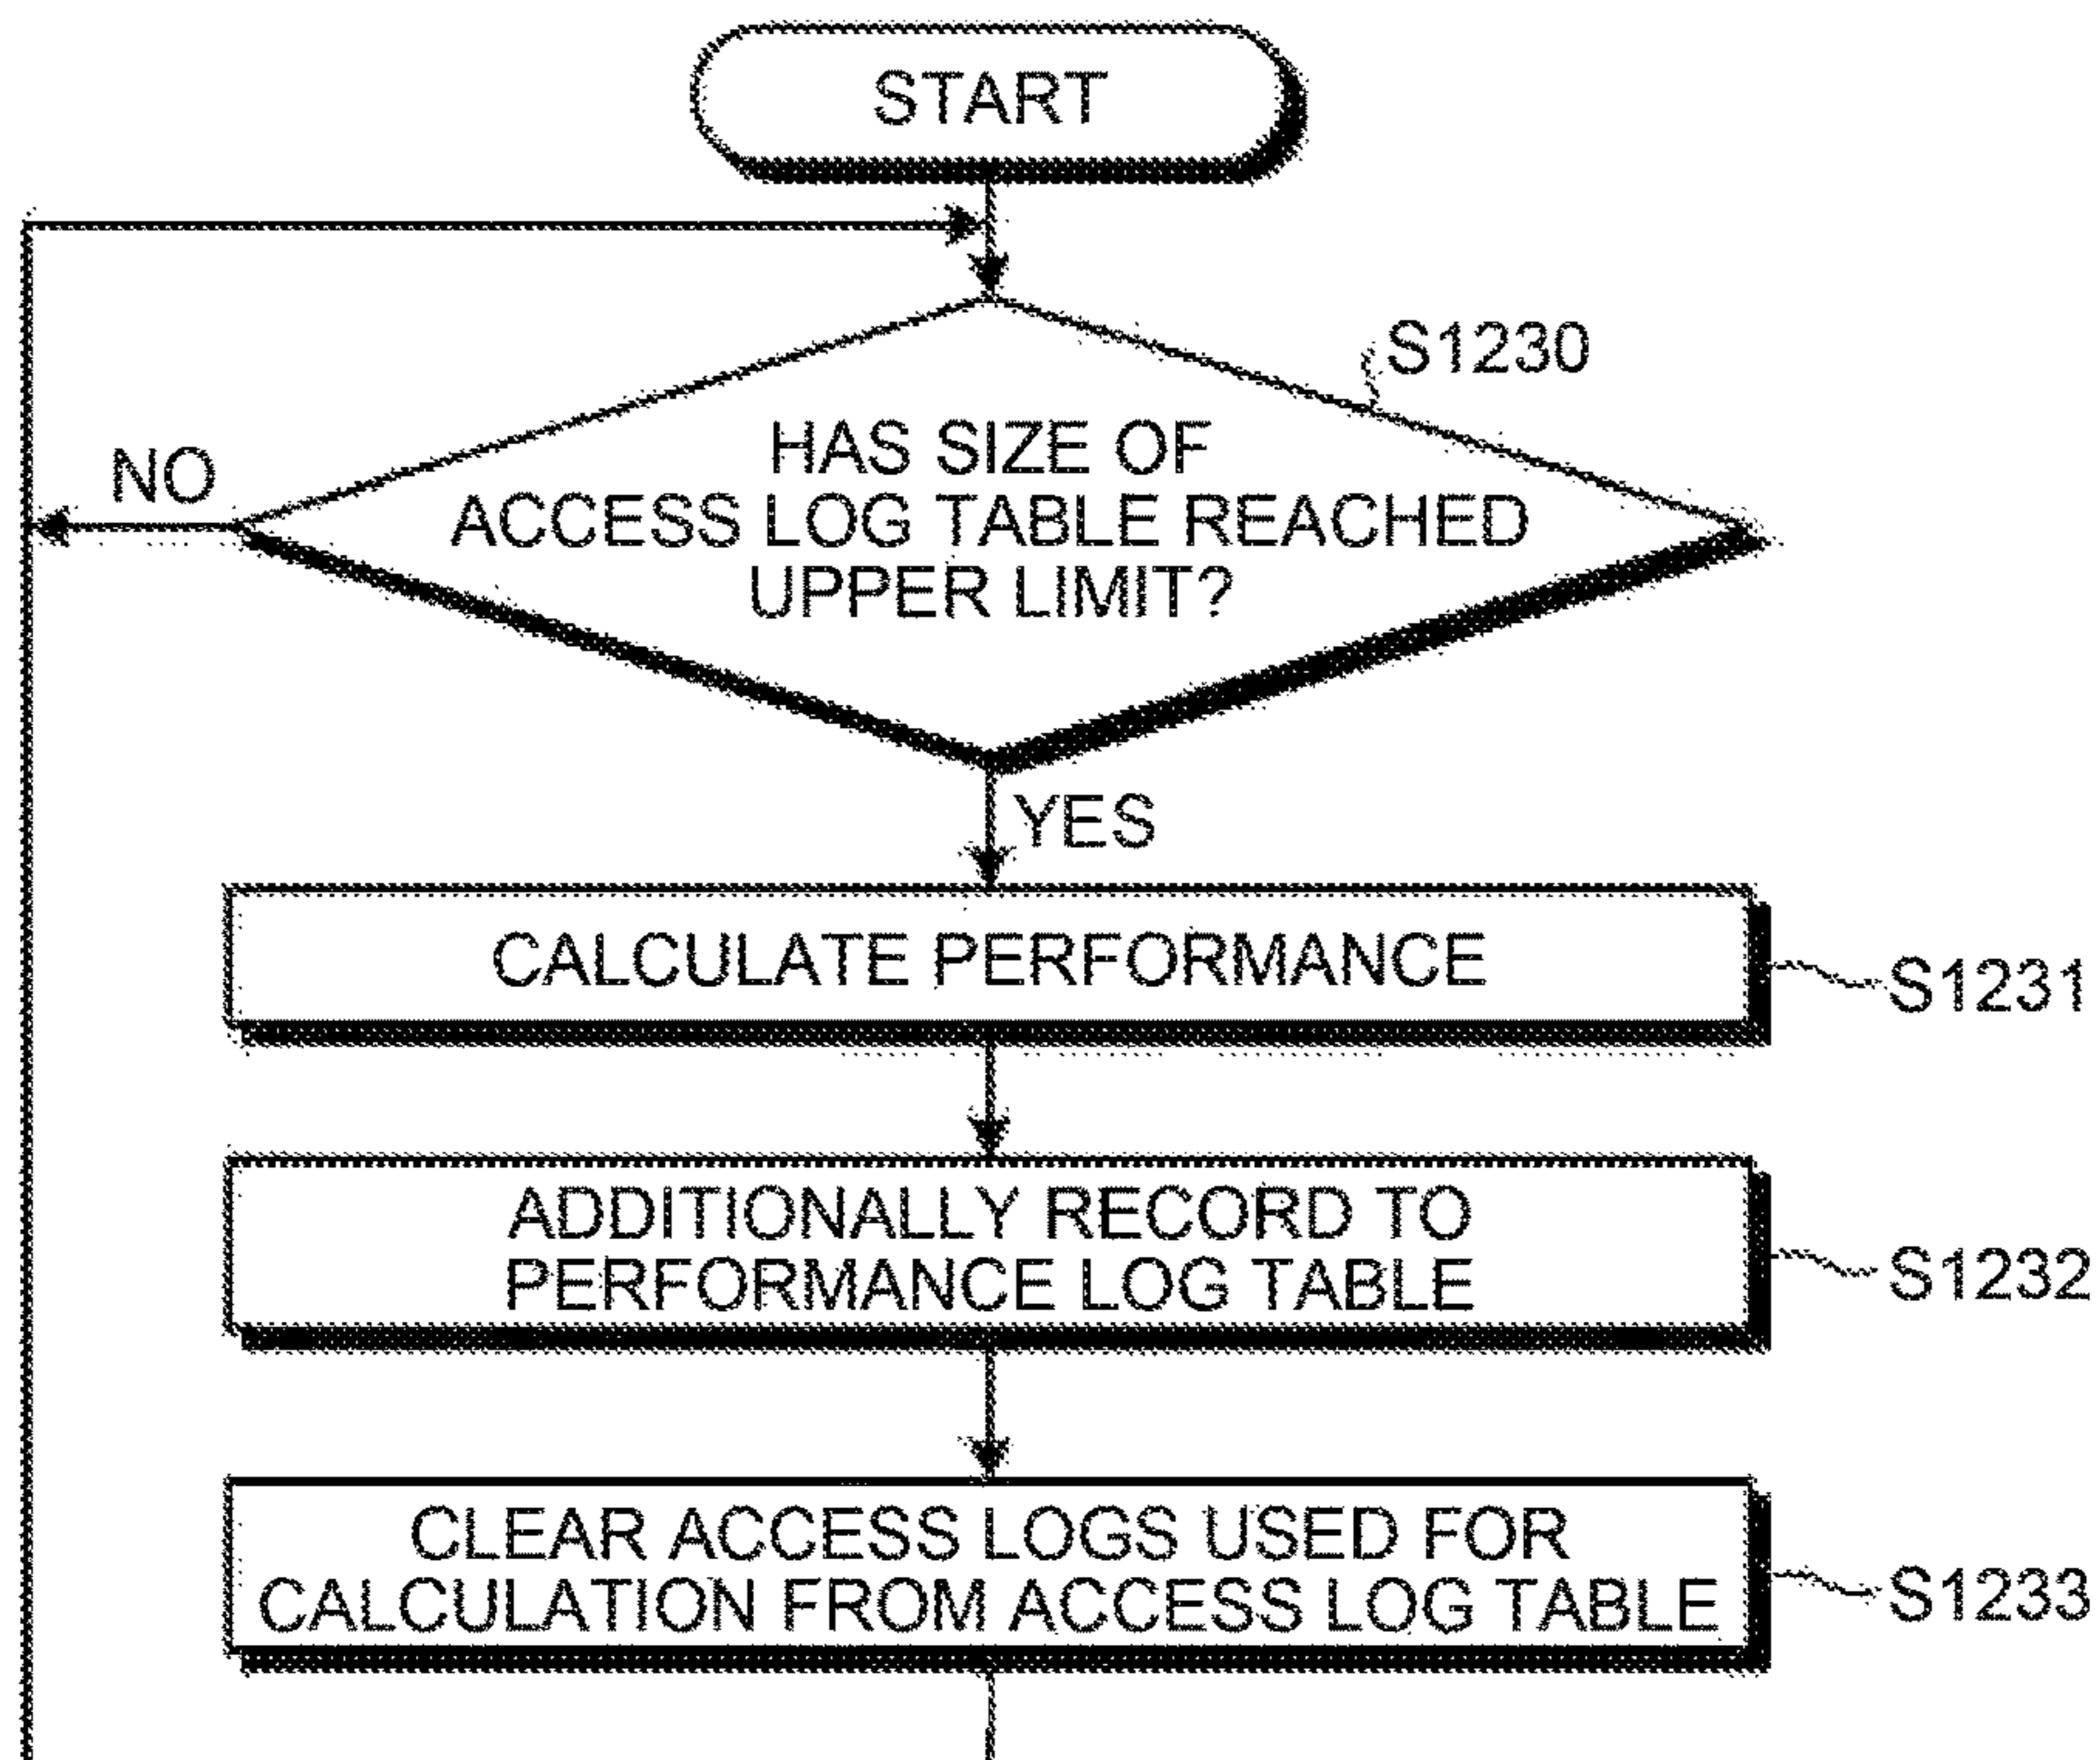 START
S1230
HAS SIZE OF
ACCESS LOG TABLE REACHED
UPPER LIMIT?
NO
YES
CALCULATE PERFORMANCE
S1231
ADDITIONALLY RECORD TO
PERFORMANCE LOG TABLE
S1232
CLEAR ACCESS LOGS USED FOR
CALCULATION FROM ACCESS LOG TABLE
S1233